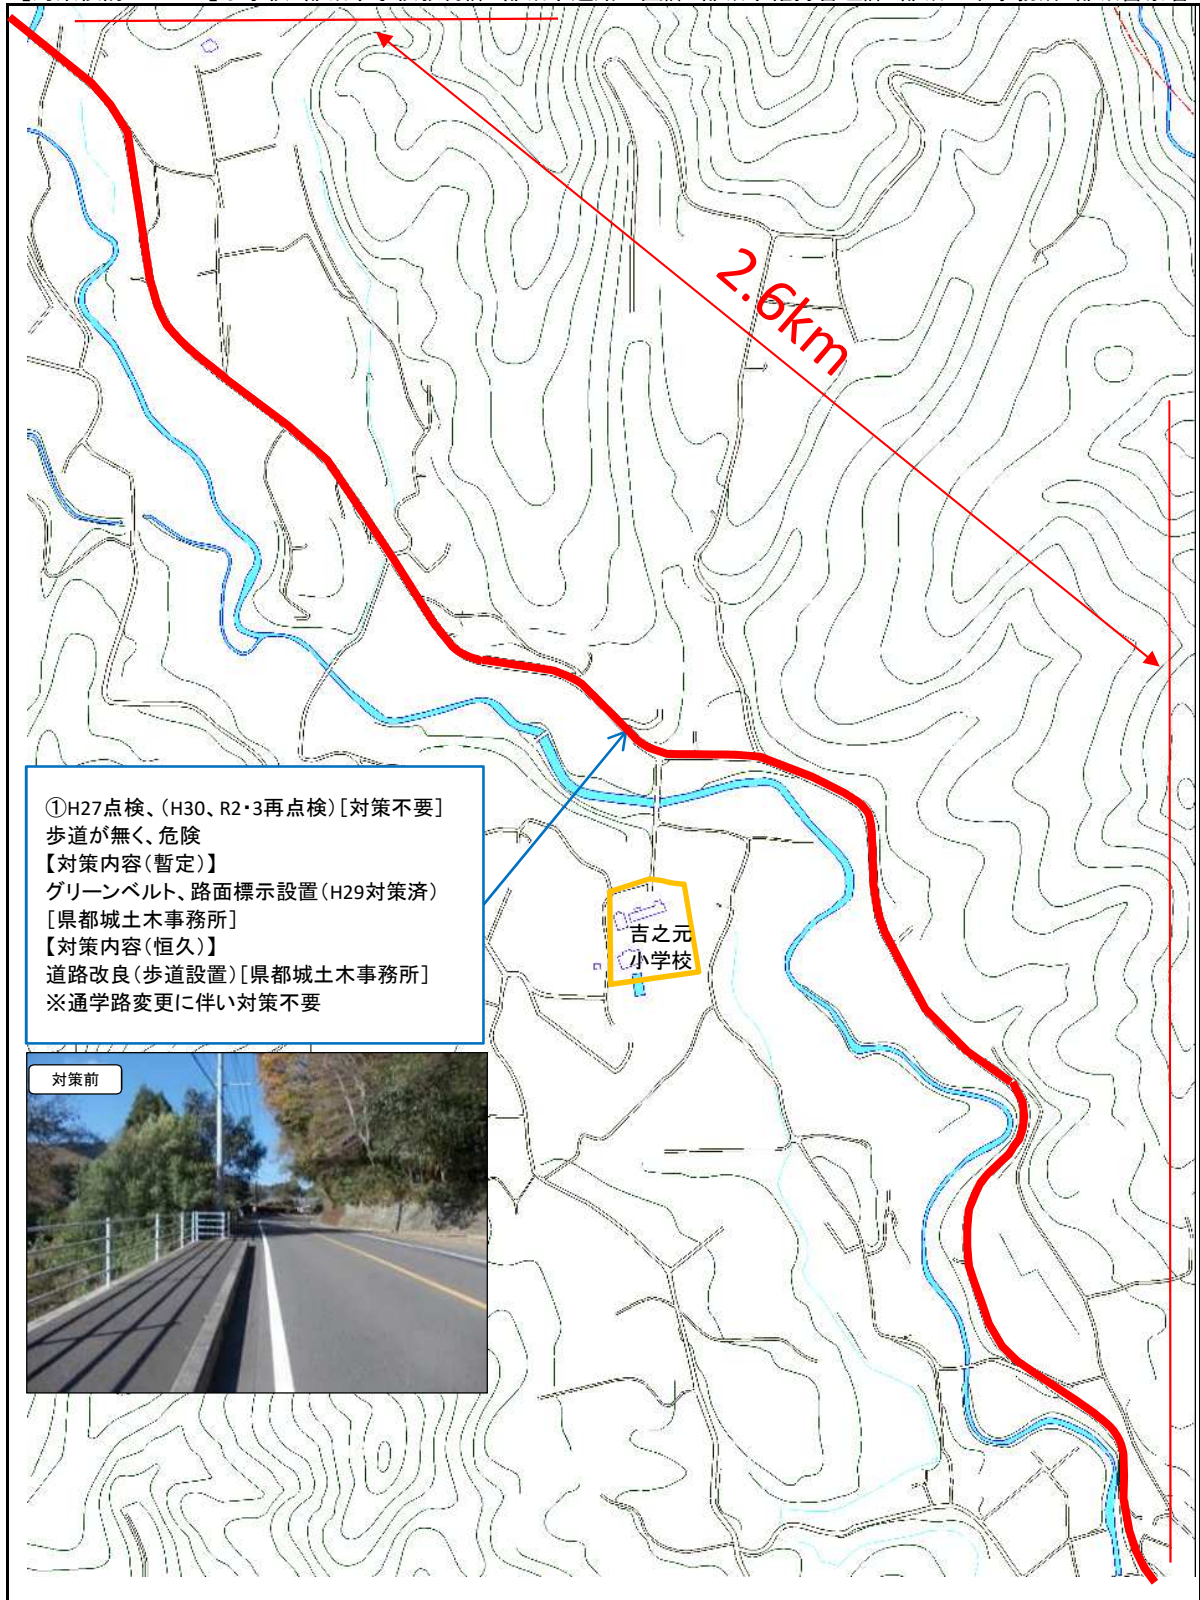 2.6km
①H27点検、(H30、R2・3再点検)[対策不要]
歩道が無く、危険
【対策内容(暫定)】
グリーンベルト、路面標示設置(H29対策済)
[県都城土木事務所]
【対策内容(恒久)】
道路改良(歩道設置)[県都城土木事務所]
※通学路変更に伴い対策不要
吉之元
小学校
対策前